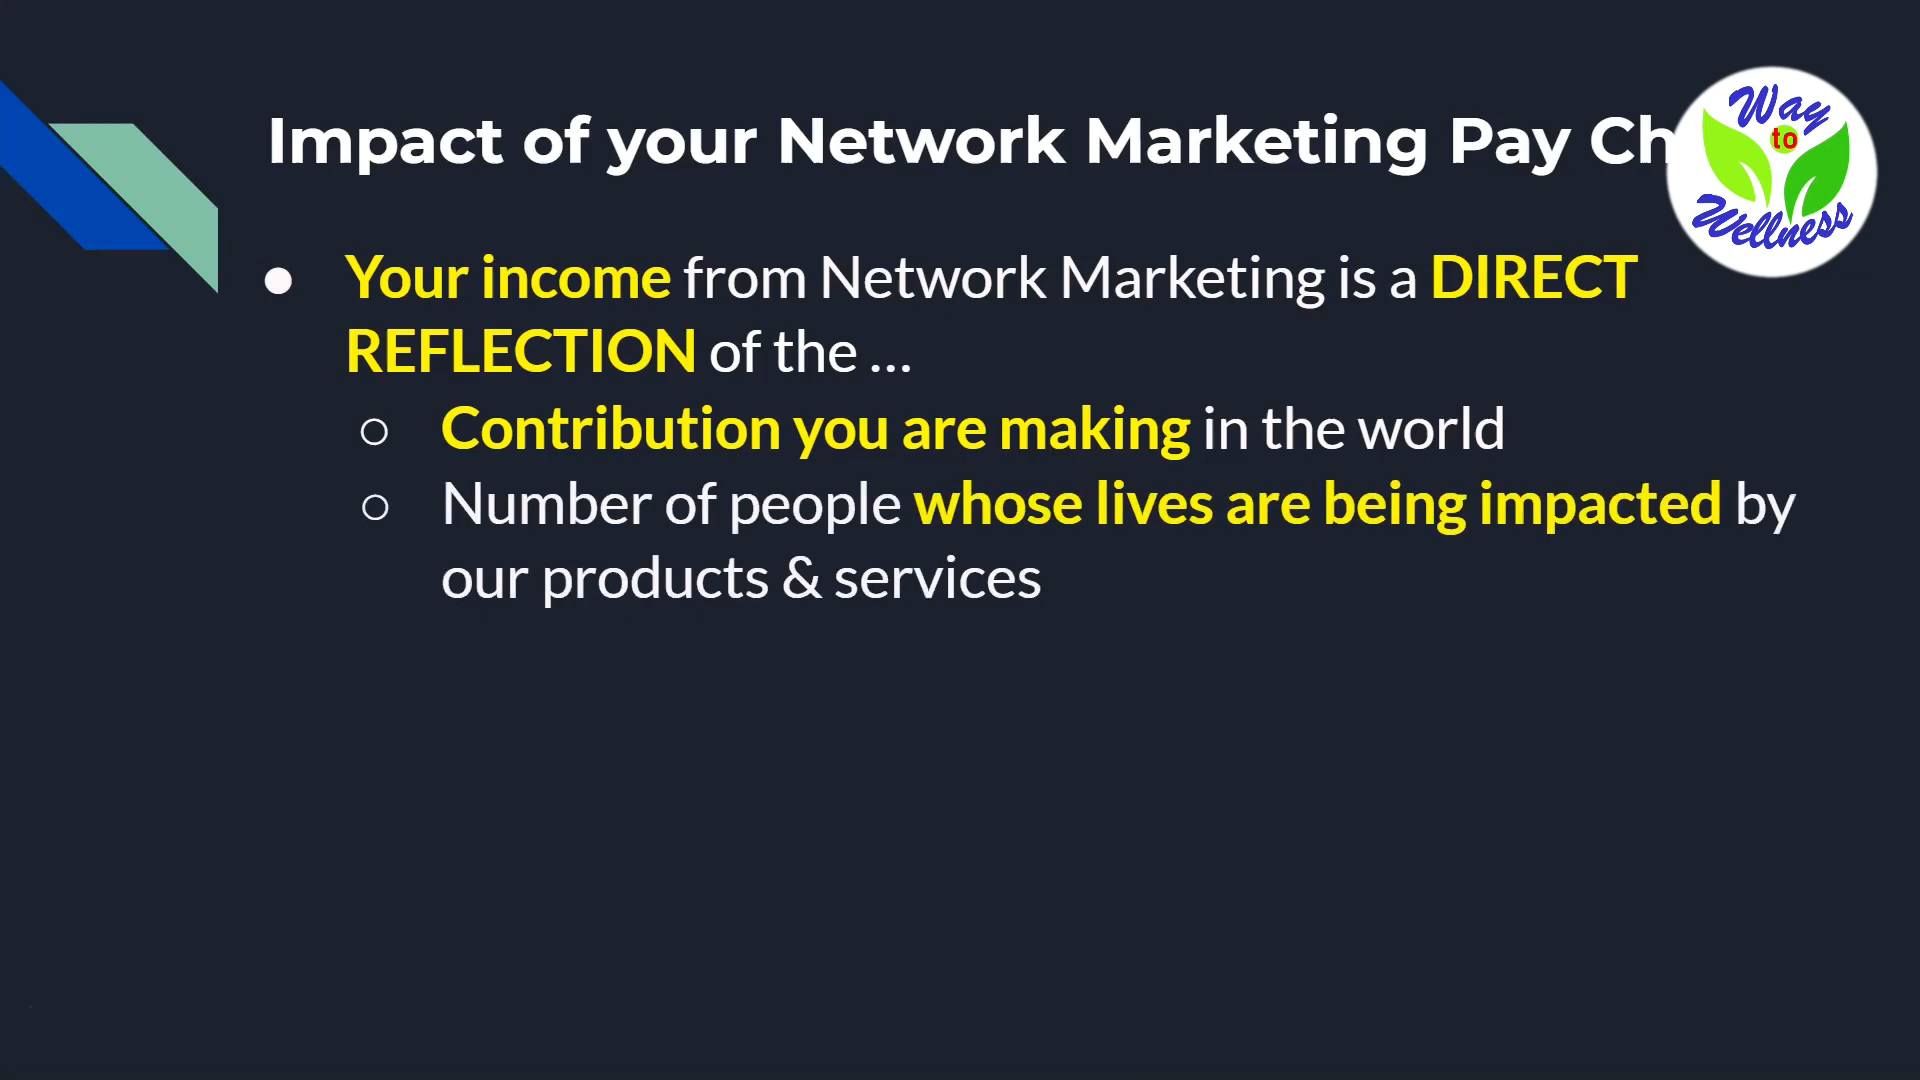 Impact of your Network Marketing Pay Ch
Way
to
Wellness
● Your income from Network Marketing is a DIRECT
REFLECTION of the ...
○ Contribution you are making in the world
○ Number of people whose lives are being impacted by
our products & services